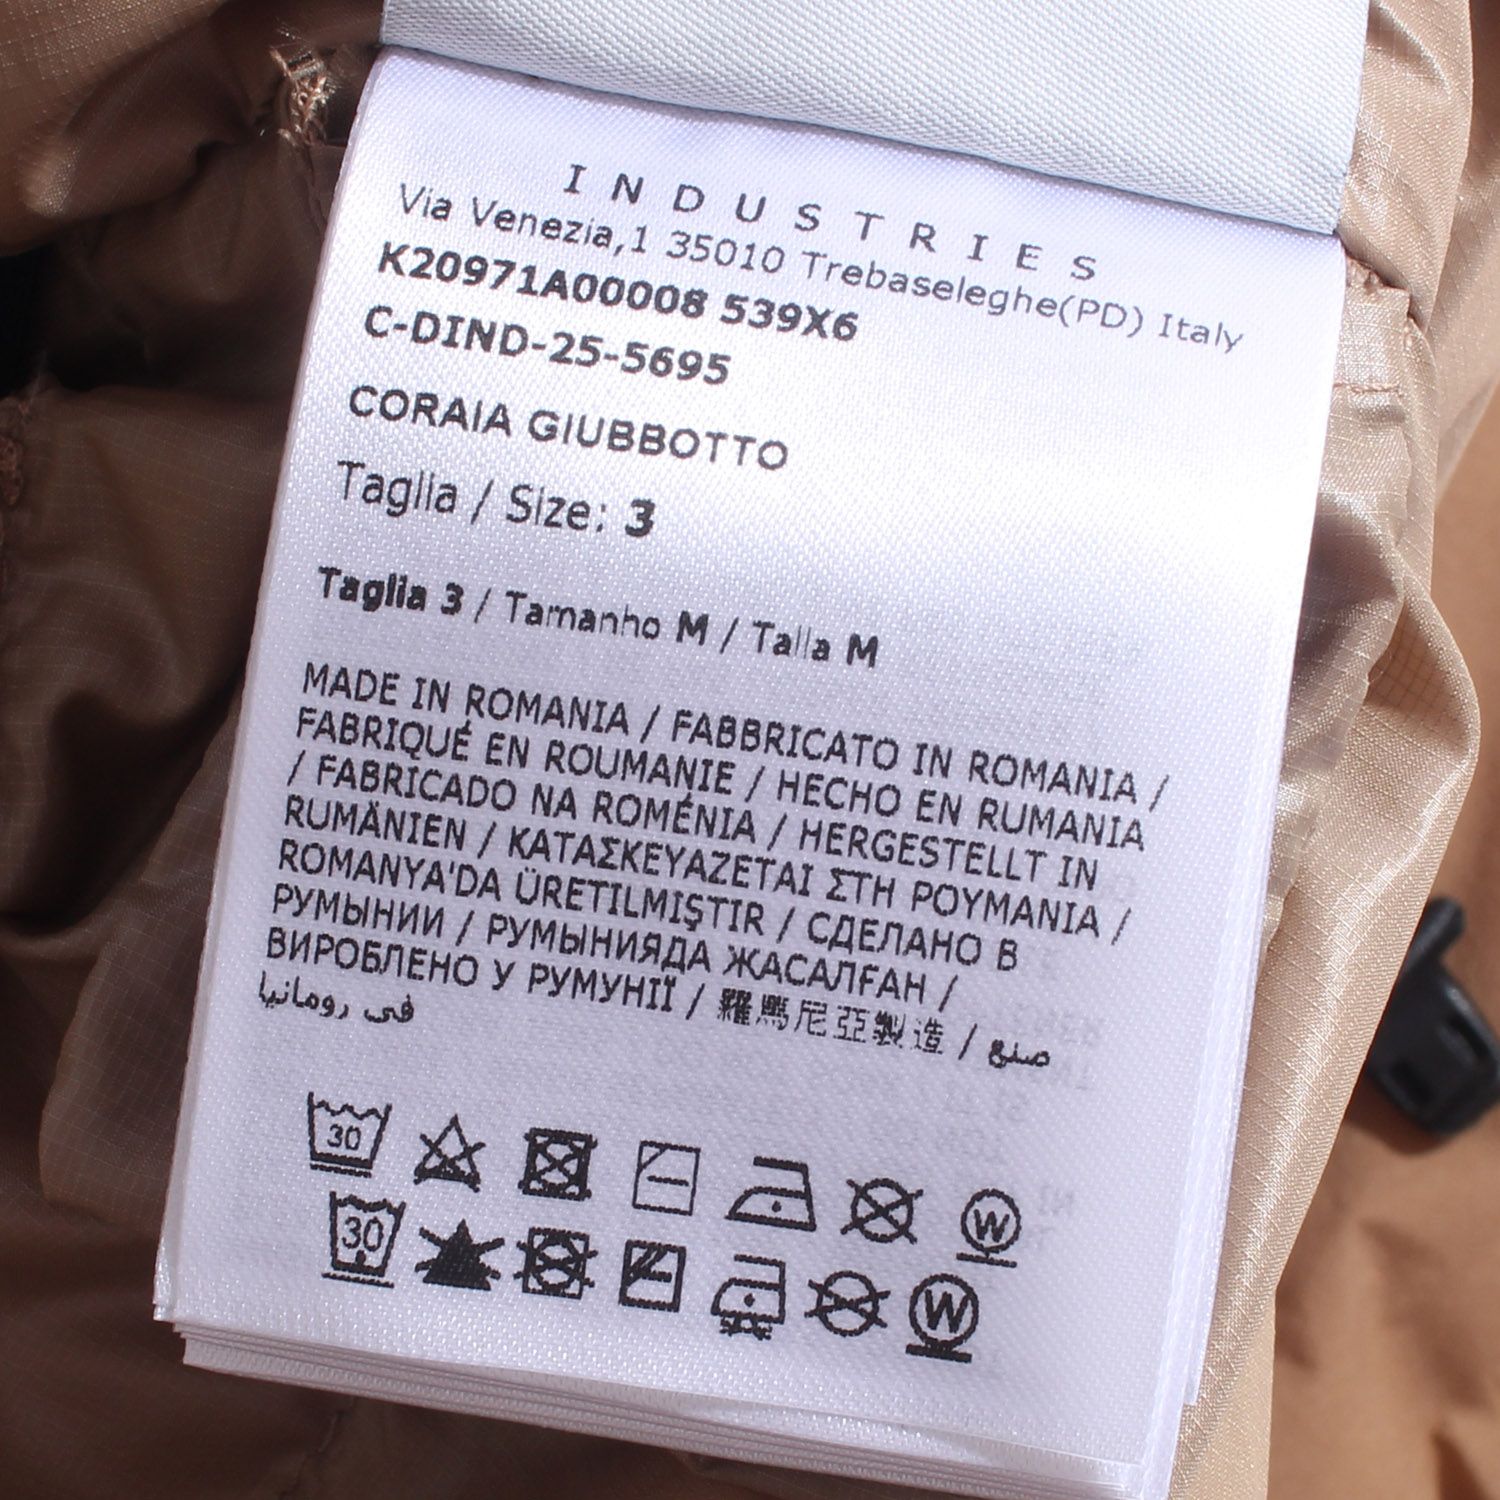 INDUSTRIES
Via Venezia,1 35010 Trebaseleghe(PD) Italy
K20971A00008 539X6
C-DIND-25-5695
CORAIA GIUBBOTTO
Taglia / Size: 3
Taglia 3 / Tamanho M / Talla M
MADE IN ROMANIA / FABBRICATO IN ROMANIA /
FABRIQUÉ EN ROUMANIE / HECHO EN RUMANIA
/ FABRICADO NA ROMÉNIA / HERGESTELLT IN
RUMÄNIEN / ΚΑΤΑΣΚΕΥΑΖΕΤΑΙ ΣΤΗ ΡΟΥΜΑΝΙΑ /
ROMANYA'DA ÜRETILMIŞTIR / СДЕЛАНО В
РУМЫНИИ / РУМЫНИЯДА ЖАСАЛҒАН /
ВИРОБЛЕНО У РУМУНІЇ / 羅馬尼亞製造 / صنع
في رومانيا
30
W
30
W